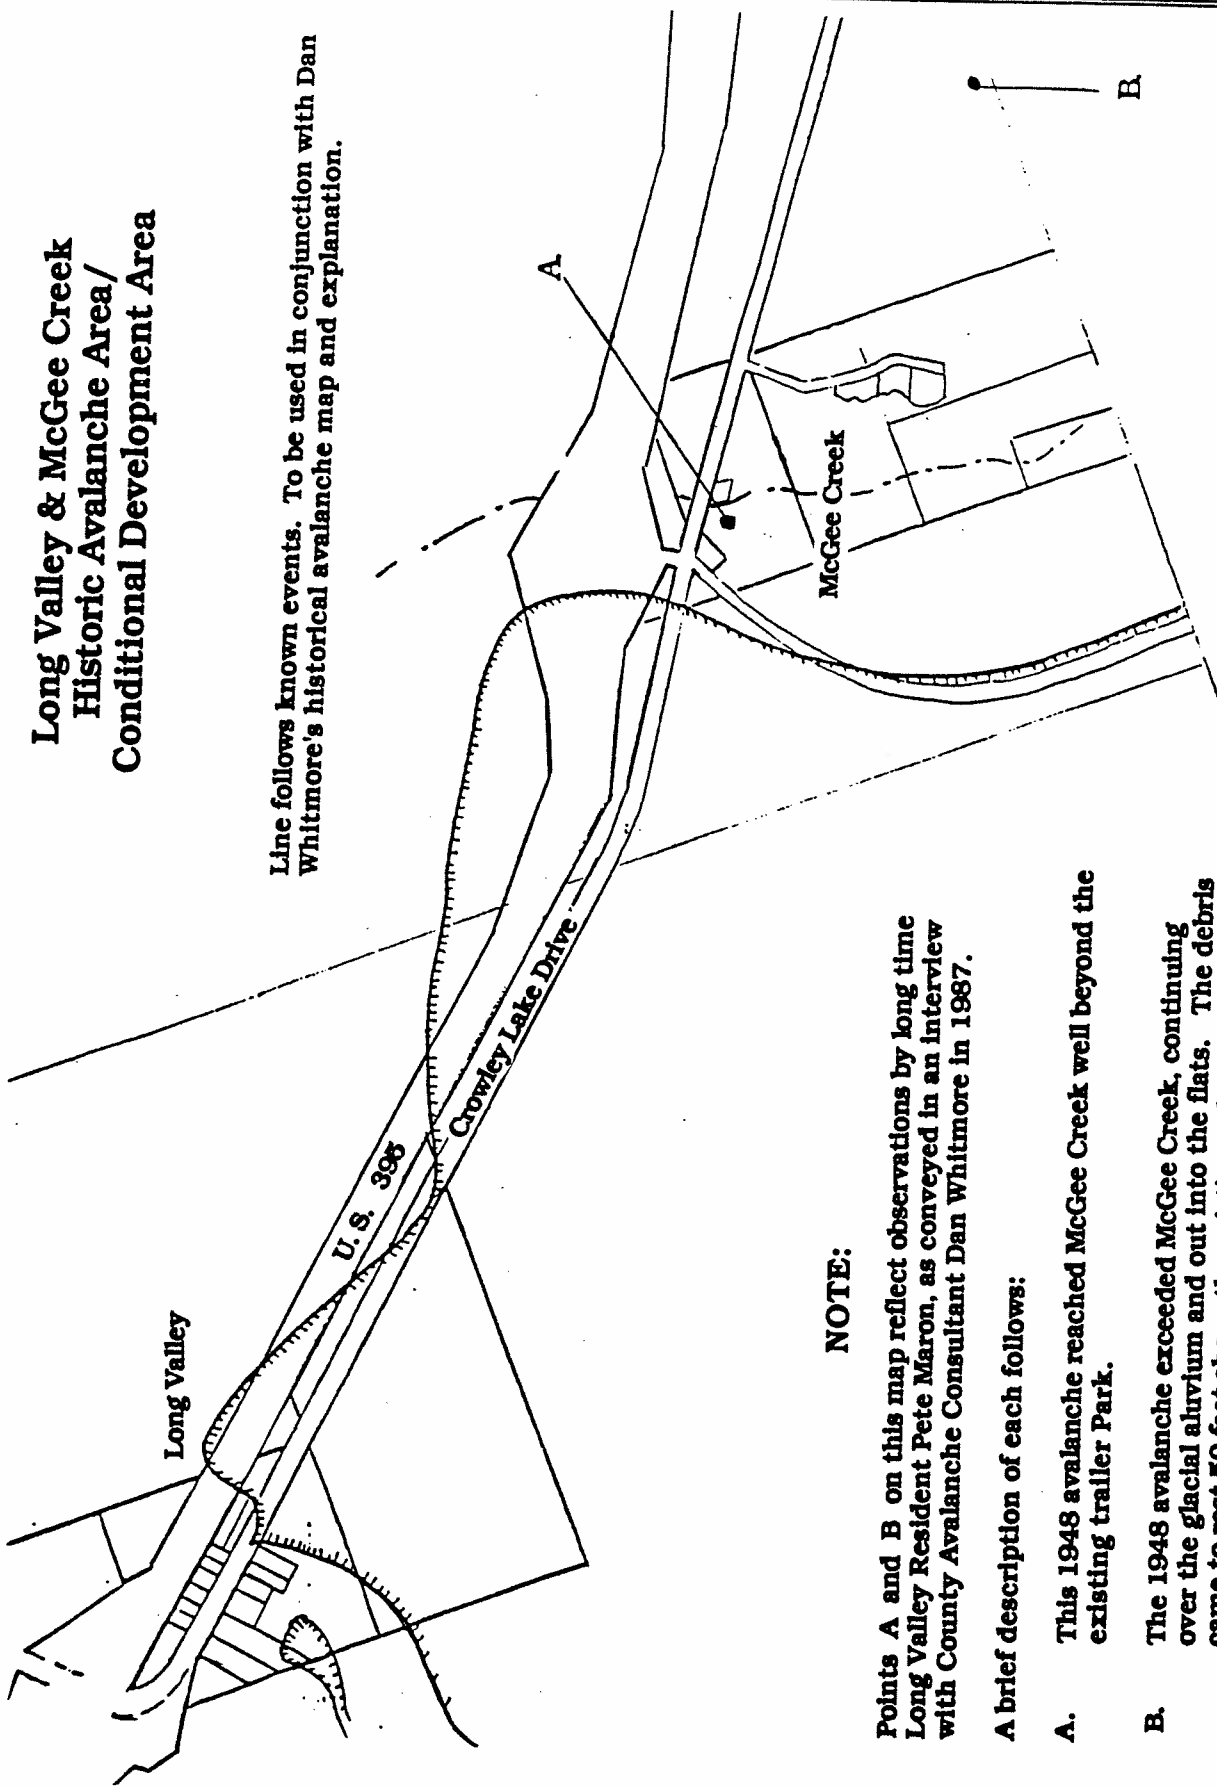 Long Valley & McGee Creek
Historic Avalanche Area/
Conditional Development Area
Line follows known events. To be used in conjunction with Dan
Whitmore's historical avalanche map and explanation.
Long Valley
U. S. 395
Crowley Lake Drive
A.
McGee Creek
B.
NOTE:
Points A and B on this map reflect observations by long time
Long Valley Resident Pete Maron, as conveyed in an interview
with County Avalanche Consultant Dan Whitmore in 1987.
A brief description of each follows:
A. This 1948 avalanche reached McGee Creek well beyond the
existing trailer Park.
B. The 1948 avalanche exceeded McGee Creek, continuing
over the glacial aluvium and out into the flats. The debris
came to rest 50 feet